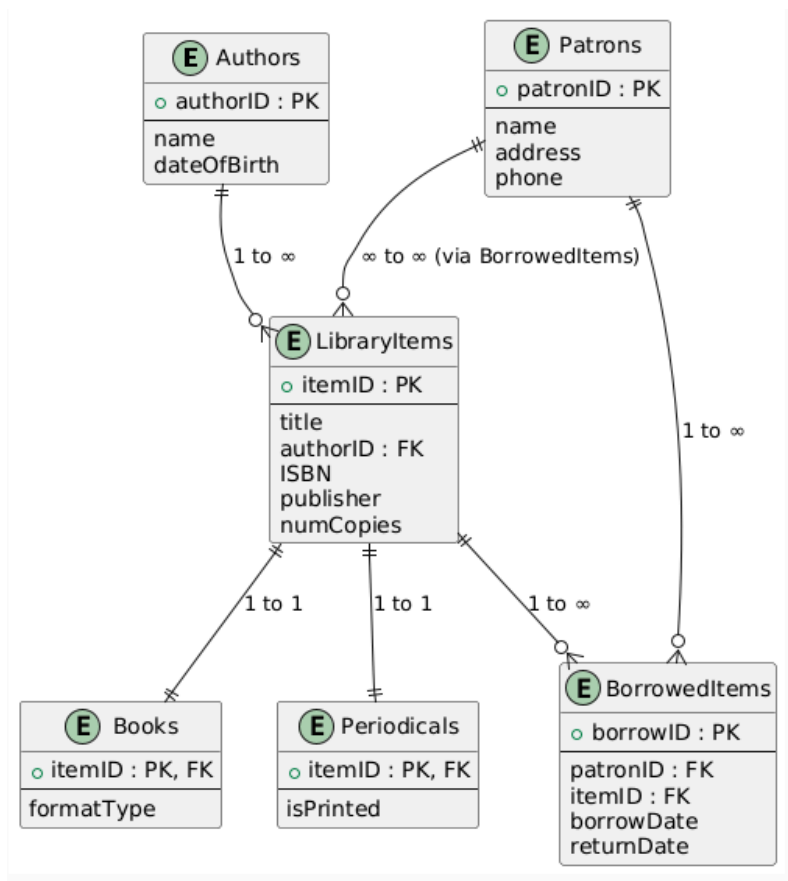 E Authors
authorID : PK
name
dateOfBirth
E Patrons
patronID : PK
name
address
phone
1 to ∞
∞ to ∞ (via BorrowedItems)
E LibraryItems
itemID : PK
title
authorID : FK
ISBN
publisher
numCopies
1 to ∞
1 to 1
1 to 1
1 to ∞
E Books
itemID : PK, FK
formatType
E Periodicals
itemID : PK, FK
isPrinted
E BorrowedItems
borrowID : PK
patronID : FK
itemID : FK
borrowDate
returnDate